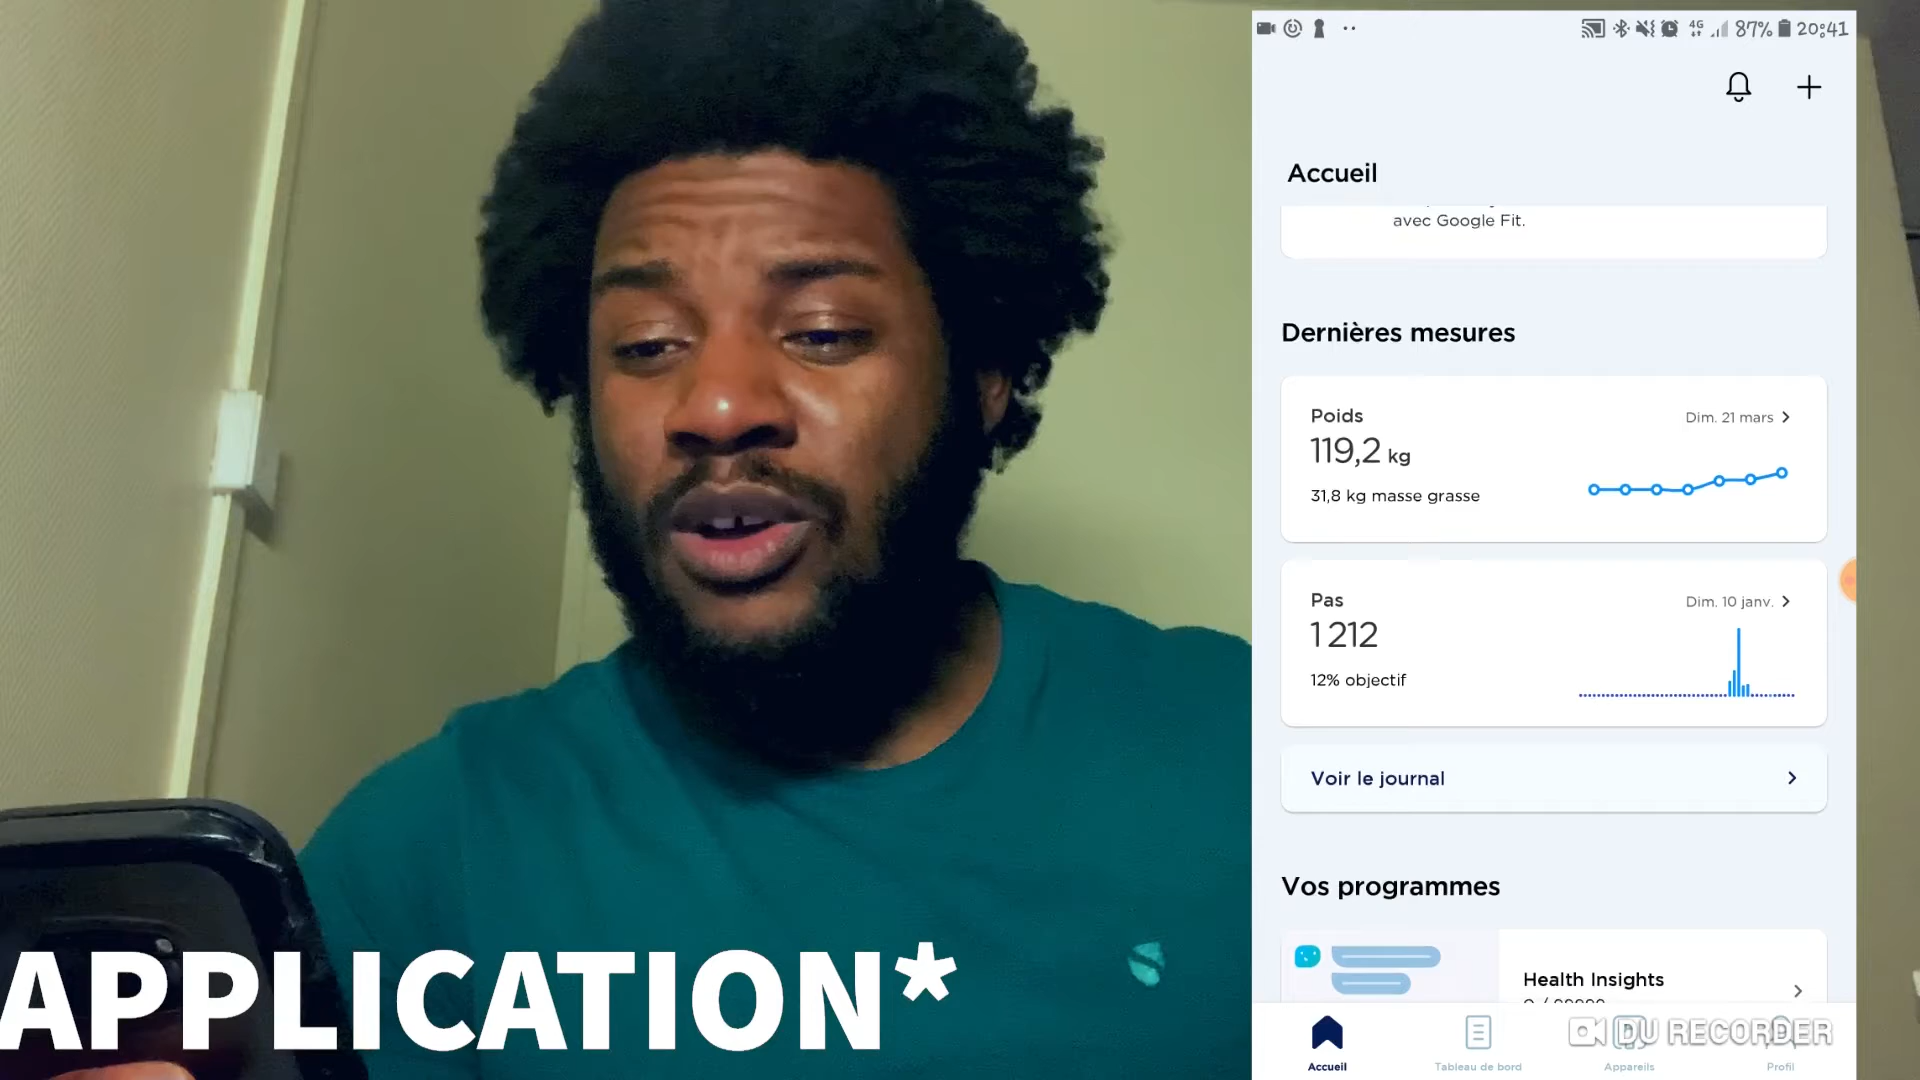 4G 87% 20:41
Accueil
avec Google Fit.
Dernières mesures
Poids
Dim. 21 mars
119,2 kg
31,8 kg masse grasse
Pas
Dim. 10 janv.
1 212
12% objectif
Voir le journal
Vos programmes
Health Insights
APPLICATION*
DU RECORDER
Accueil
Tableau de bord
Appareils
Profil